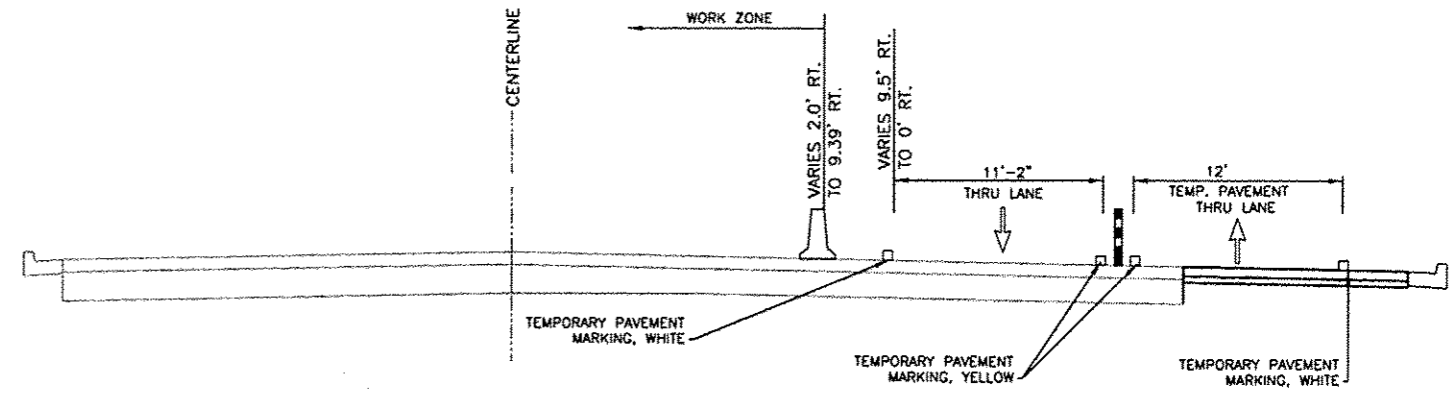 WORK ZONE
CENTERLINE
VARIES 2.0' RT.
TO 9.39' RT.
VARIES 9.5' RT.
TO 0' RT.
11'-2"
THRU LANE
12'
TEMP. PAVEMENT
THRU LANE
TEMPORARY PAVEMENT
MARKING, WHITE
TEMPORARY PAVEMENT
MARKING, YELLOW
TEMPORARY PAVEMENT
MARKING, WHITE